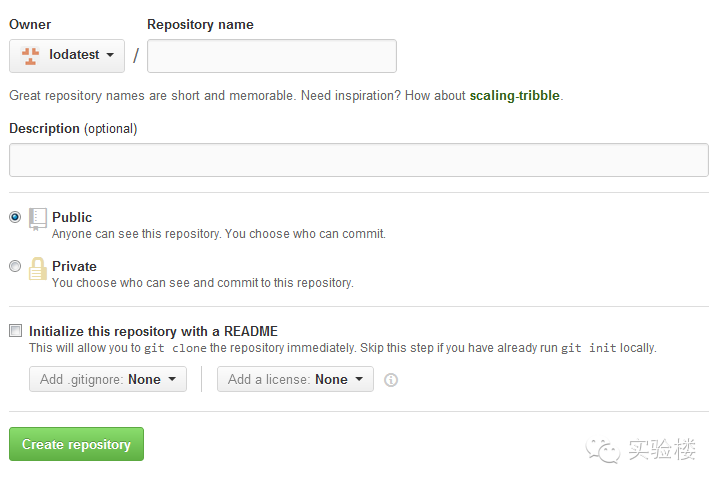 Owner Repository name
lodatest /
Great repository names are short and memorable. Need inspiration? How about scaling-tribble.
Description (optional)
Public
Anyone can see this repository. You choose who can commit.
Private
You choose who can see and commit to this repository.
Initialize this repository with a README
This will allow you to git clone the repository immediately. Skip this step if you have already run git init locally.
Add .gitignore: None Add a license: None
Create repository
实验楼